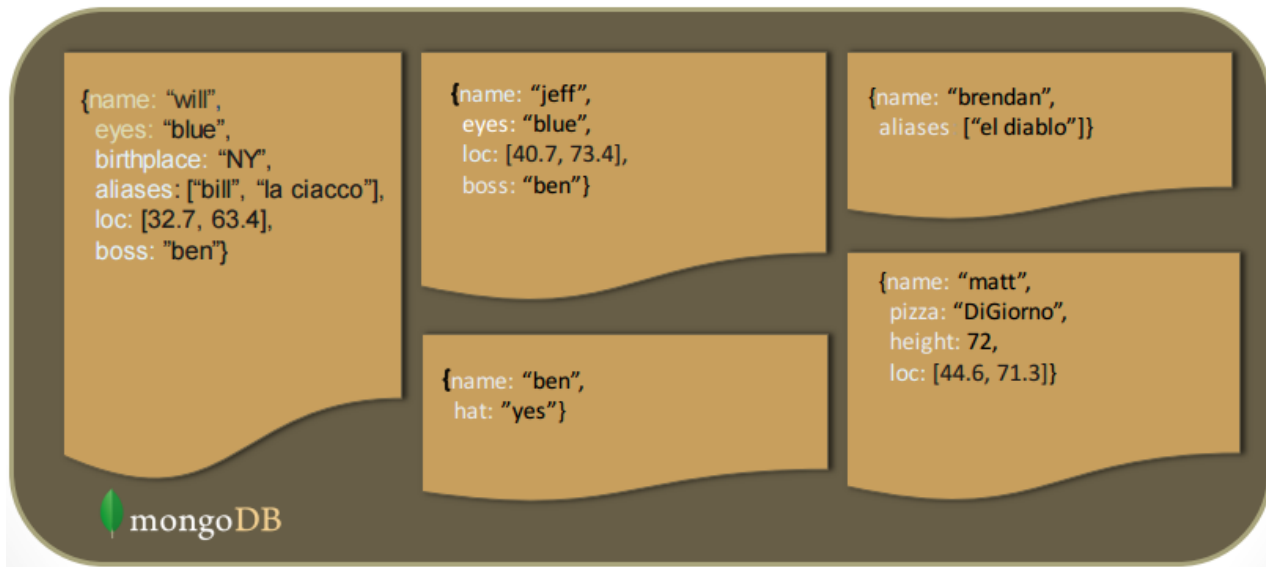 {name: “will”,
eyes: “blue”,
birthplace: “NY”,
aliases: [“bill”, “la ciacco”],
loc: [32.7, 63.4],
boss: ”ben”}
{name: “jeff”,
eyes: “blue”,
loc: [40.7, 73.4],
boss: “ben”}
{name: “ben”,
hat: ”yes”}
{name: “brendan”,
aliases [“el diablo”]}
{name: “matt”,
pizza: “DiGiorno”,
height: 72,
loc: [44.6, 71.3]}
mongoDB